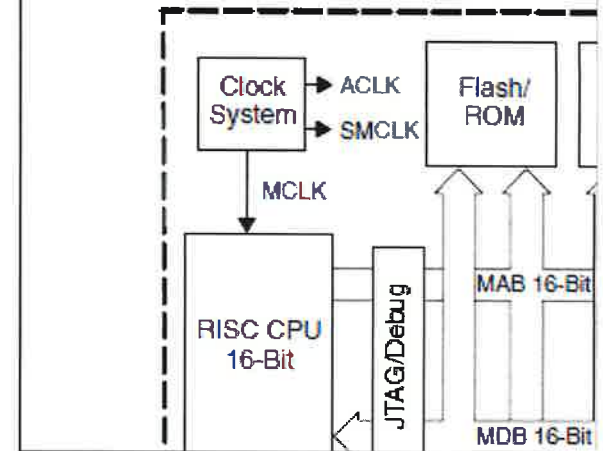 Clock
System
ACLK
SMCLK
Flash/
ROM
MCLK
RISC CPU
16-Bit
JTAG/Debug
MAB 16-Bit
MDB 16-Bit